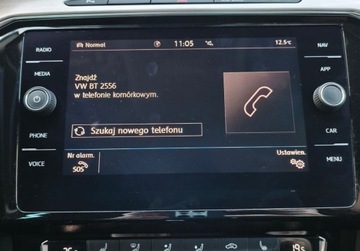 Normal 11:05 12.5°C
RADIO
NAV
MEDIA
APP
Znajdź
VW BT 2556
w telefonie komórkowym.
PHONE
CAR
Szukaj nowego telefonu
VOICE
MENU
Nr alarm.
Ustawien.
SOS